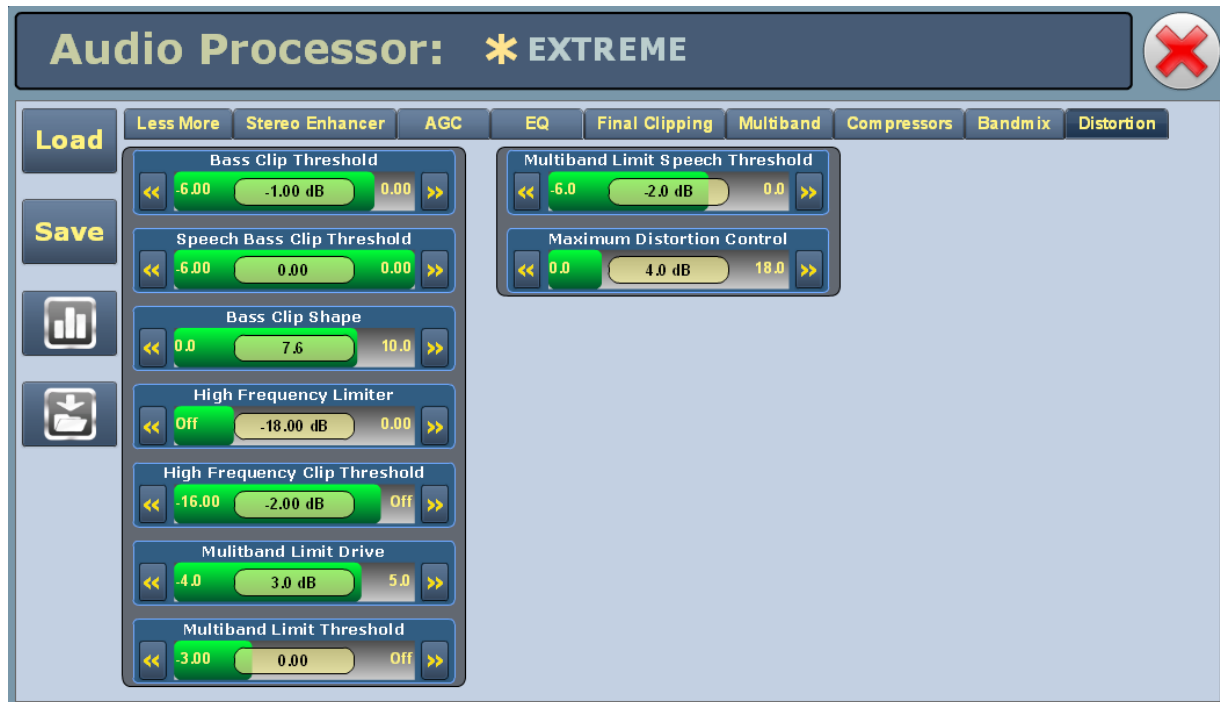 Audio Processor: * EXTREME
Load
Save
Less More Stereo Enhancer AGC EQ Final Clipping Multiband Compressors Bandmix Distortion
Bass Clip Threshold
<< -6.00 -1.00 dB 0.00 >>
Speech Bass Clip Threshold
<< -6.00 0.00 0.00 >>
Bass Clip Shape
<< 0.0 7.6 10.0 >>
High Frequency Limiter
<< Off -18.00 dB 0.00 >>
High Frequency Clip Threshold
<< -16.00 -2.00 dB Off >>
Mulitband Limit Drive
<< -4.0 3.0 dB 5.0 >>
Multiband Limit Threshold
<< -3.00 0.00 Off >>
Multiband Limit Speech Threshold
<< -6.0 -2.0 dB 0.0 >>
Maximum Distortion Control
<< 0.0 4.0 dB 18.0 >>